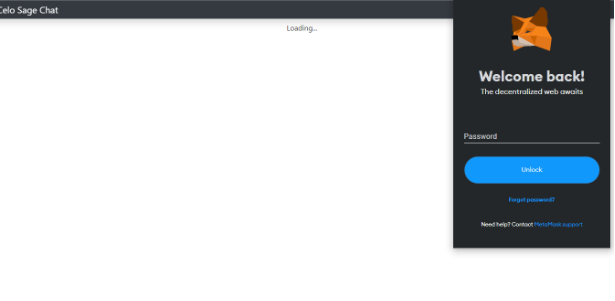 Celo Sage Chat
Loading...
Welcome back!
The decentralized web awaits
Password
Unlock
Forgot password?
Need help? Contact MetaMask support